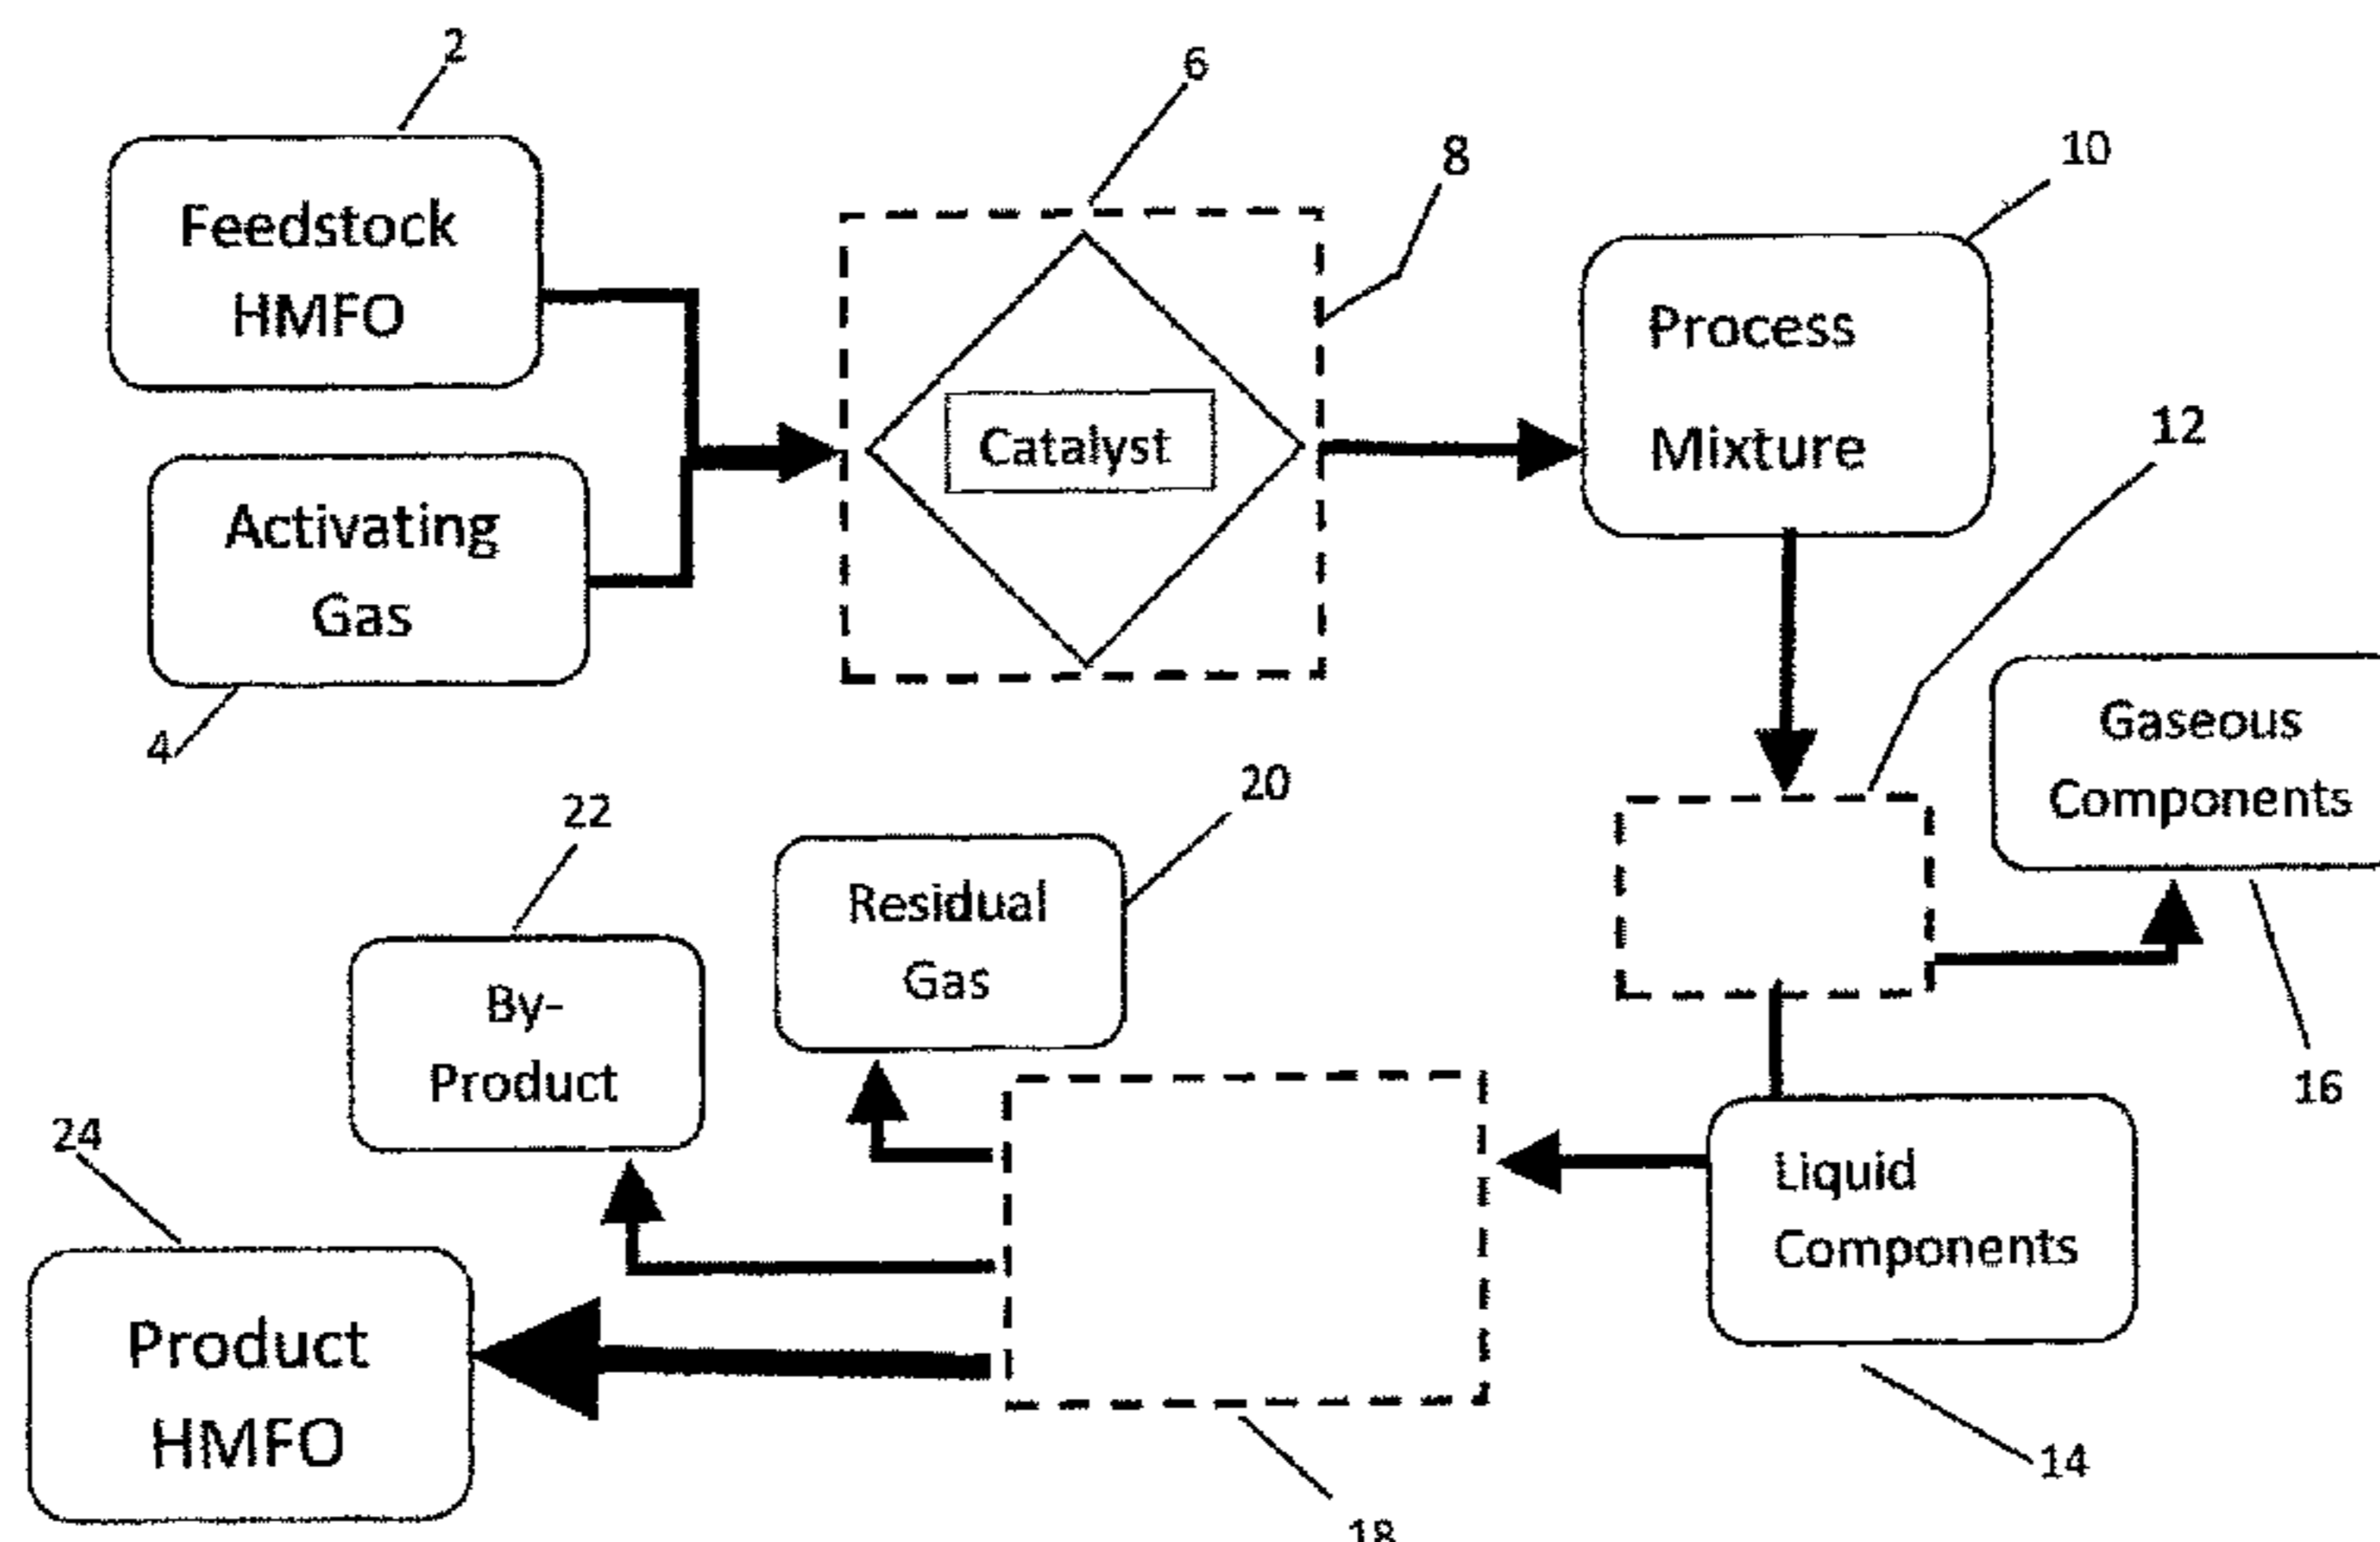 2
6
8
10
Feedstock
HMFO
Catalyst
Process
Mixture
12
Activating
Gas
4
Gaseous
Components
16
22
20
Residual
Gas
By-
Product
24
Liquid
Components
Product
HMFO
14
18